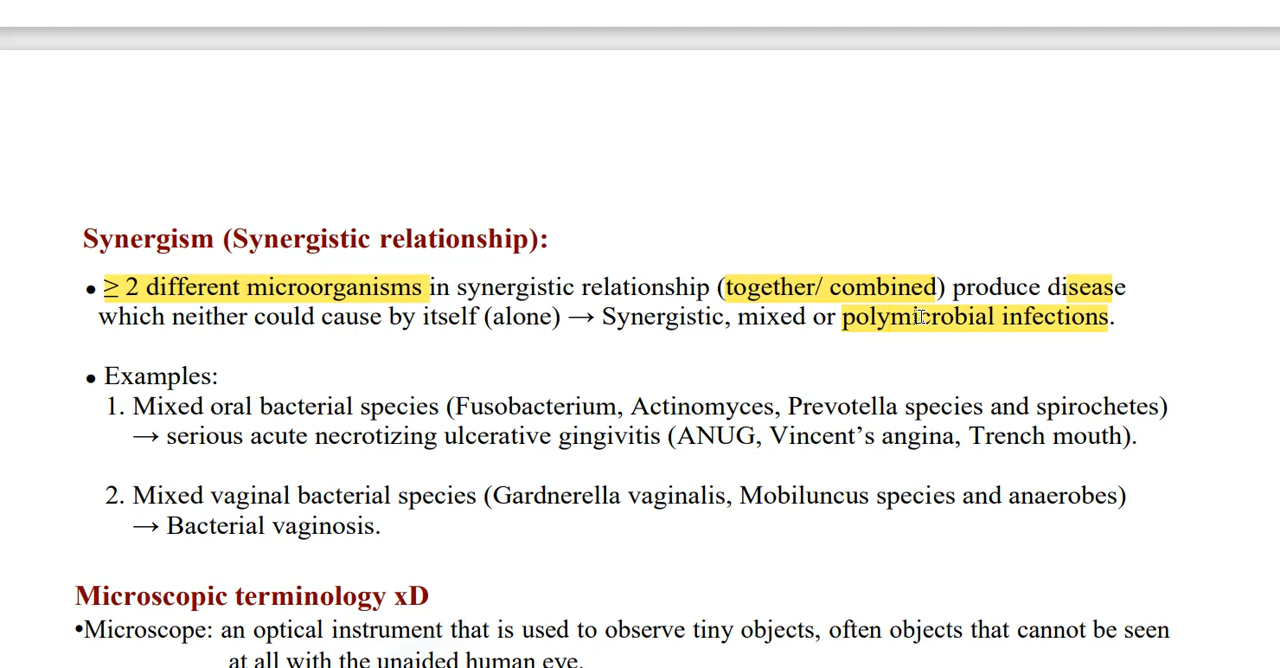 Synergism (Synergistic relationship):
• ≥ 2 different microorganisms in synergistic relationship (together/ combined) produce disease
which neither could cause by itself (alone) → Synergistic, mixed or polymicrobial infections.
• Examples:
1. Mixed oral bacterial species (Fusobacterium, Actinomyces, Prevotella species and spirochetes)
→ serious acute necrotizing ulcerative gingivitis (ANUG, Vincent’s angina, Trench mouth).
2. Mixed vaginal bacterial species (Gardnerella vaginalis, Mobiluncus species and anaerobes)
→ Bacterial vaginosis.
Microscopic terminology xD
•Microscope: an optical instrument that is used to observe tiny objects, often objects that cannot be seen
at all with the unaided human eye.